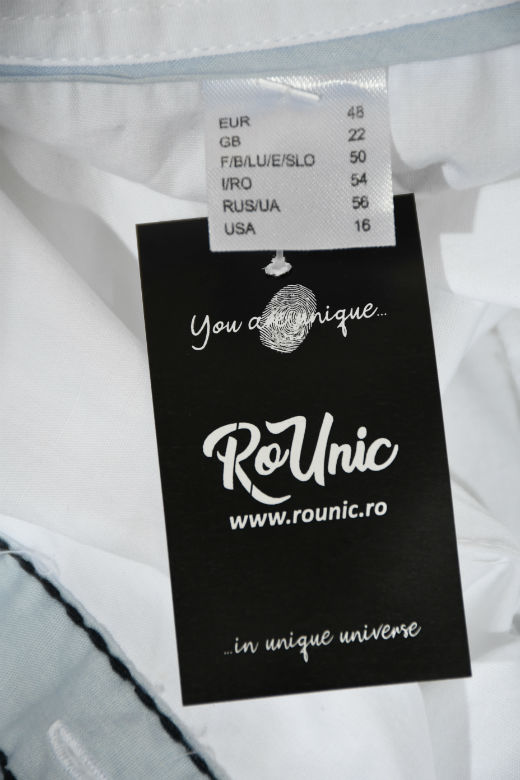 EUR 48
GB 22
F/B/LU/E/SLO 50
I/RO 54
RUS/UA 56
USA 16
You are unique...
RoUnic
www.rounic.ro
...in unique universe